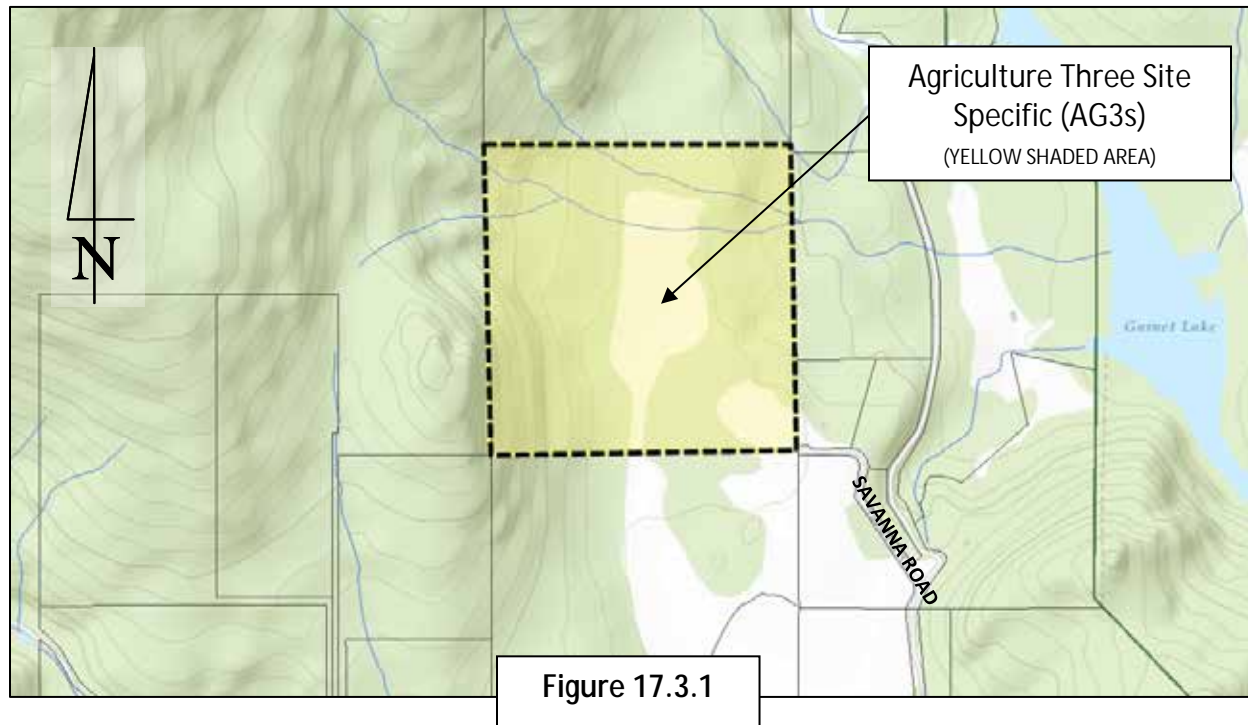 Agriculture Three Site
Specific (AG3s)
(YELLOW SHADED AREA)
N
Garnet Lake
SAVANNA ROAD
Figure 17.3.1